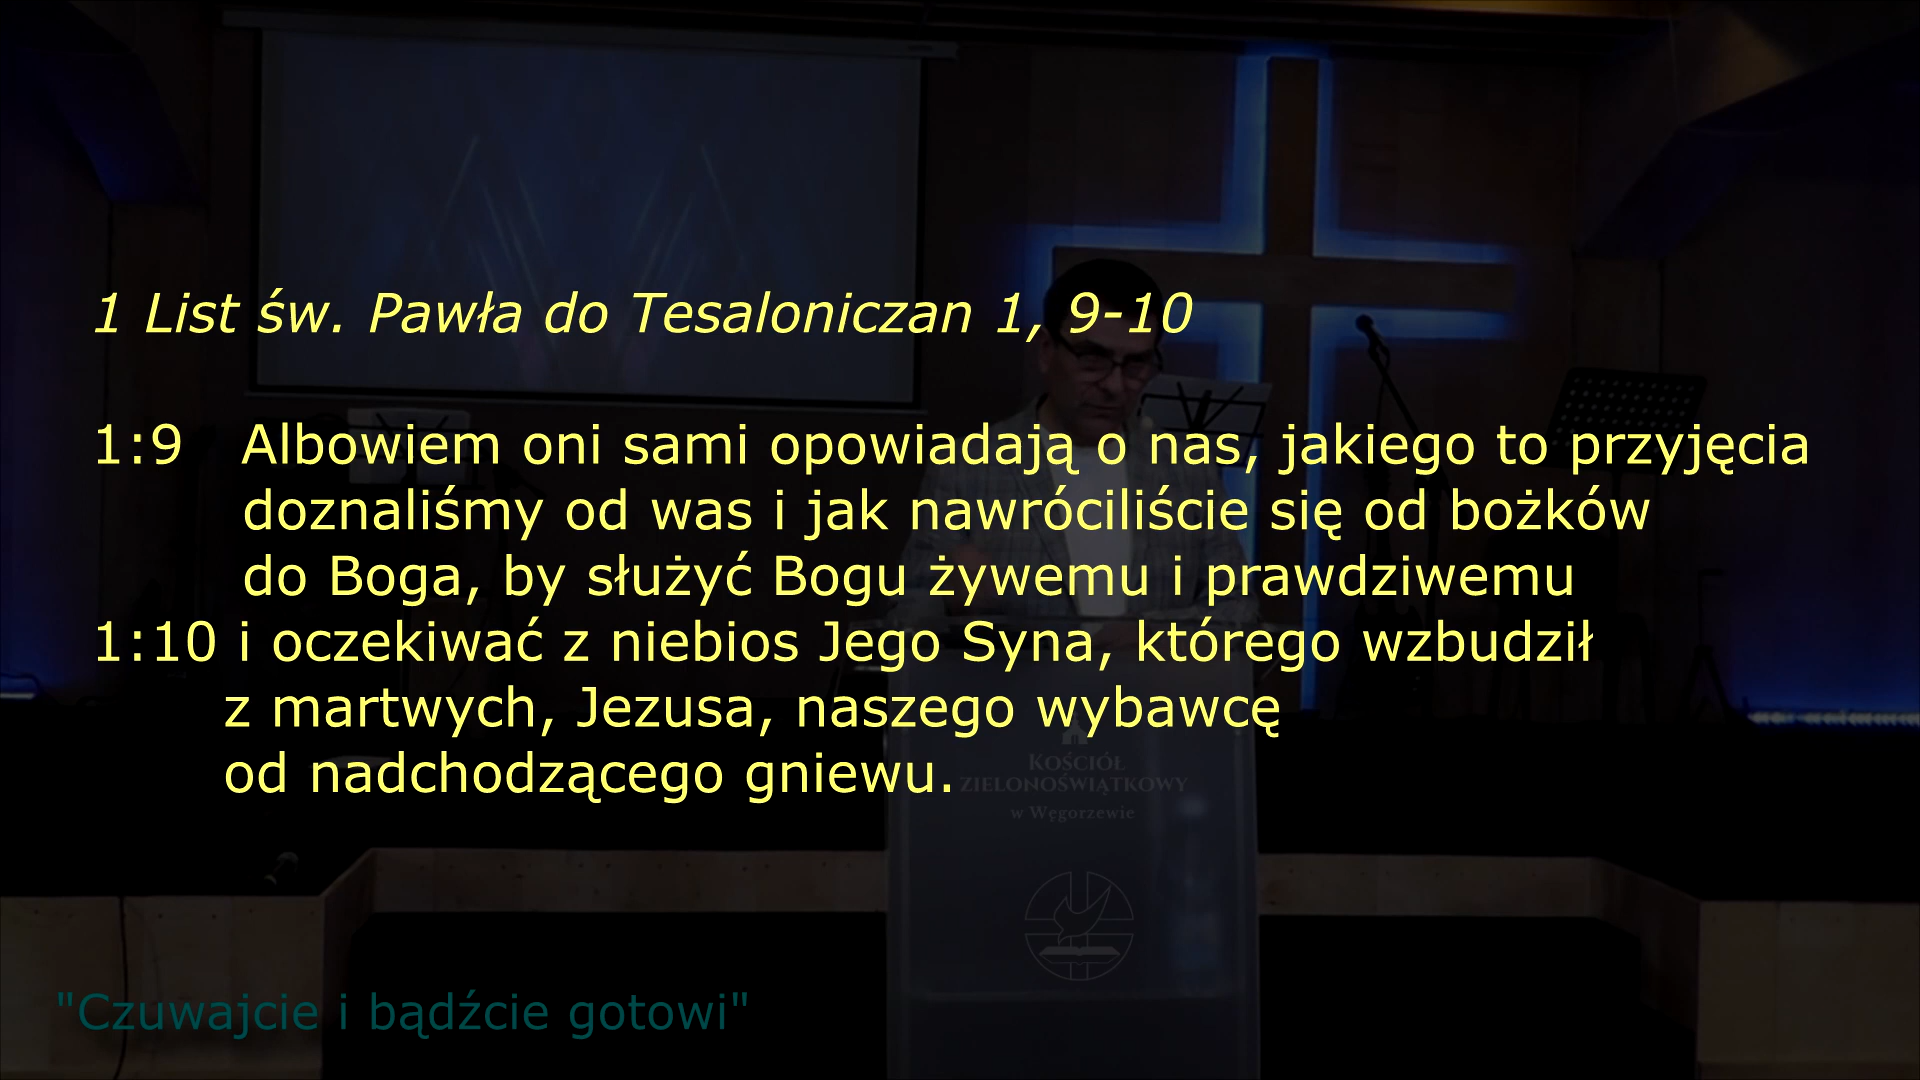 1 List św. Pawła do Tesaloniczan 1, 9-10
1:9 Albowiem oni sami opowiadają o nas, jakiego to przyjęcia
doznaliśmy od was i jak nawróciliście się od bożków
do Boga, by służyć Bogu żywemu i prawdziwemu
1:10 i oczekiwać z niebios Jego Syna, którego wzbudził
z martwych, Jezusa, naszego wybawcę
od nadchodzącego gniewu.
KOŚCIÓŁ
ZIELONOŚWIĄTKOWY
w Węgorzewie
"Czuwajcie i bądźcie gotowi"